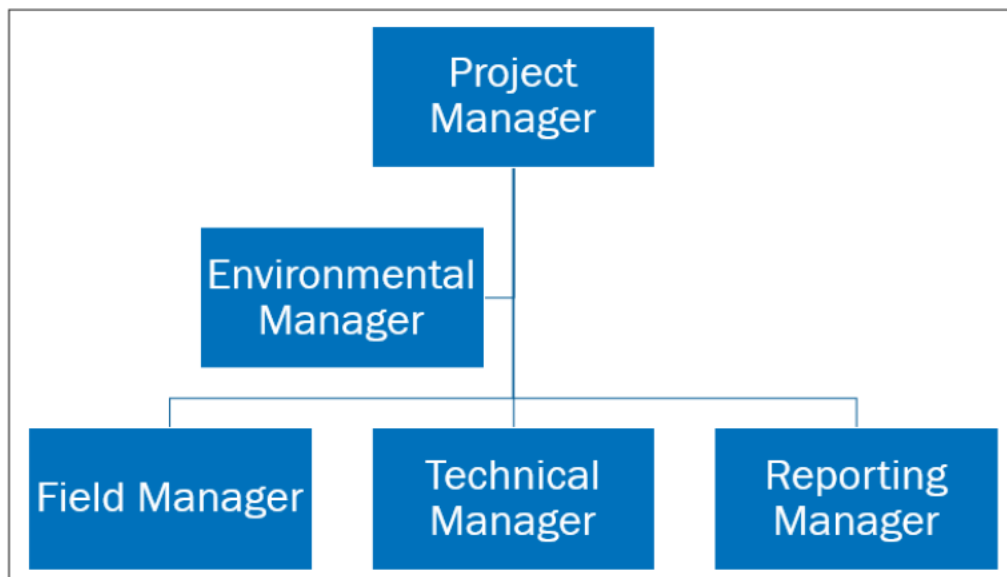 Project
Manager
Environmental
Manager
Field Manager
Technical
Manager
Reporting
Manager